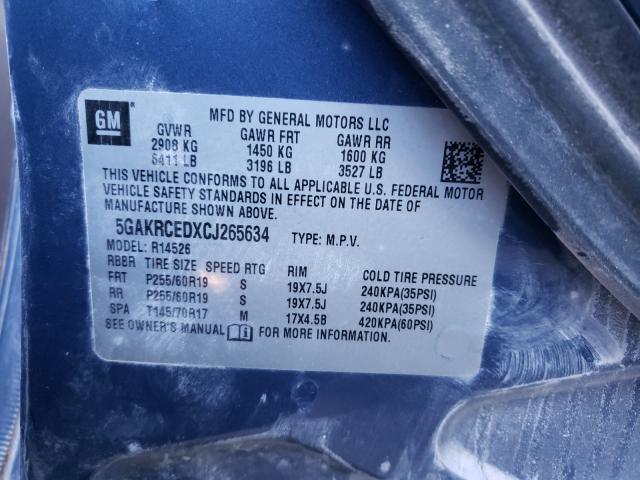 GM
MFD BY GENERAL MOTORS LLC
GVWR GAWR FRT GAWR RR
2908 KG 1450 KG 1600 KG
6411 LB 3196 LB 3527 LB
THIS VEHICLE CONFORMS TO ALL APPLICABLE U.S. FEDERAL MOTOR
VEHICLE SAFETY STANDARDS IN EFFECT ON THE DATE OF
MANUFACTURE SHOWN ABOVE.
5GAKRCEDXCJ265634 TYPE: M.P.V.
MODEL: R14526
RBBR TIRE SIZE SPEED RTG RIM COLD TIRE PRESSURE
FRT P255/60R19 S 19X7.5J 240KPA(35PSI)
RR P255/60R19 S 19X7.5J 240KPA(35PSI)
SPA T145/70R17 M 17X4.5B 420KPA(60PSI)
SEE OWNER'S MANUAL FOR MORE INFORMATION.